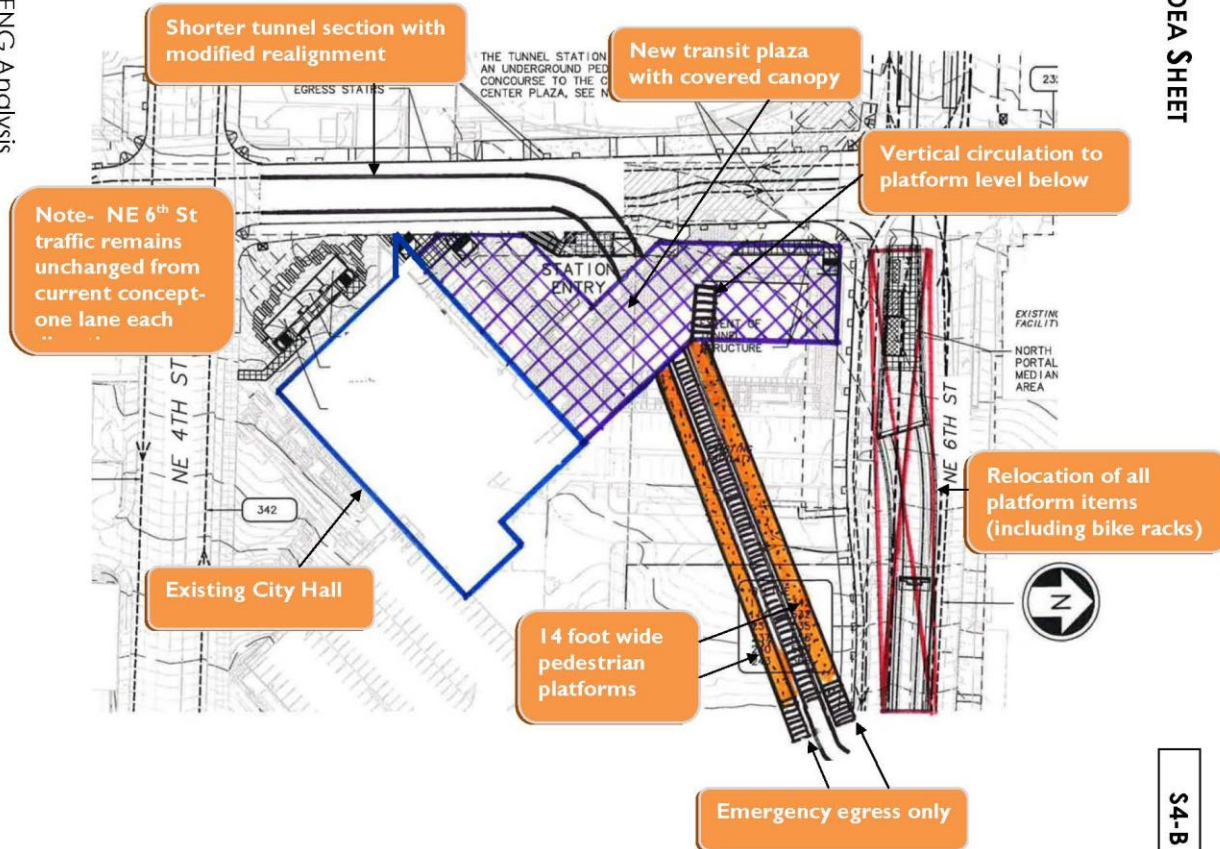 DEA SHEET
ENG Analysis
S4-B
Shorter tunnel section with
modified realignment
THE TUNNEL STATION
AN UNDERGROUND PED
CONCOURSE TO THE C
CENTER PLAZA, SEE N
EGRESS STAIRS
New transit plaza
with covered canopy
23
Vertical circulation to
platform level below
Note- NE 6th St
traffic remains
unchanged from
current concept-
one lane each
STATION
ENTRY
TUNNEL
STRUCTURE
EXISTING
FACILITY
NORTH
PORTAL
MEDIAN
AREA
NE 4TH ST
NE 6TH ST
342
Relocation of all
platform items
(including bike racks)
N
Existing City Hall
14 foot wide
pedestrian
platforms
Emergency egress only